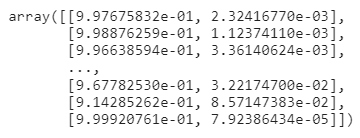 array([[9.97675832e-01, 2.32416770e-03],
[9.98876259e-01, 1.12374110e-03],
[9.96638594e-01, 3.36140624e-03],
...,
[9.67782530e-01, 3.22174700e-02],
[9.14285262e-01, 8.57147383e-02],
[9.99920761e-01, 7.92386434e-05]])